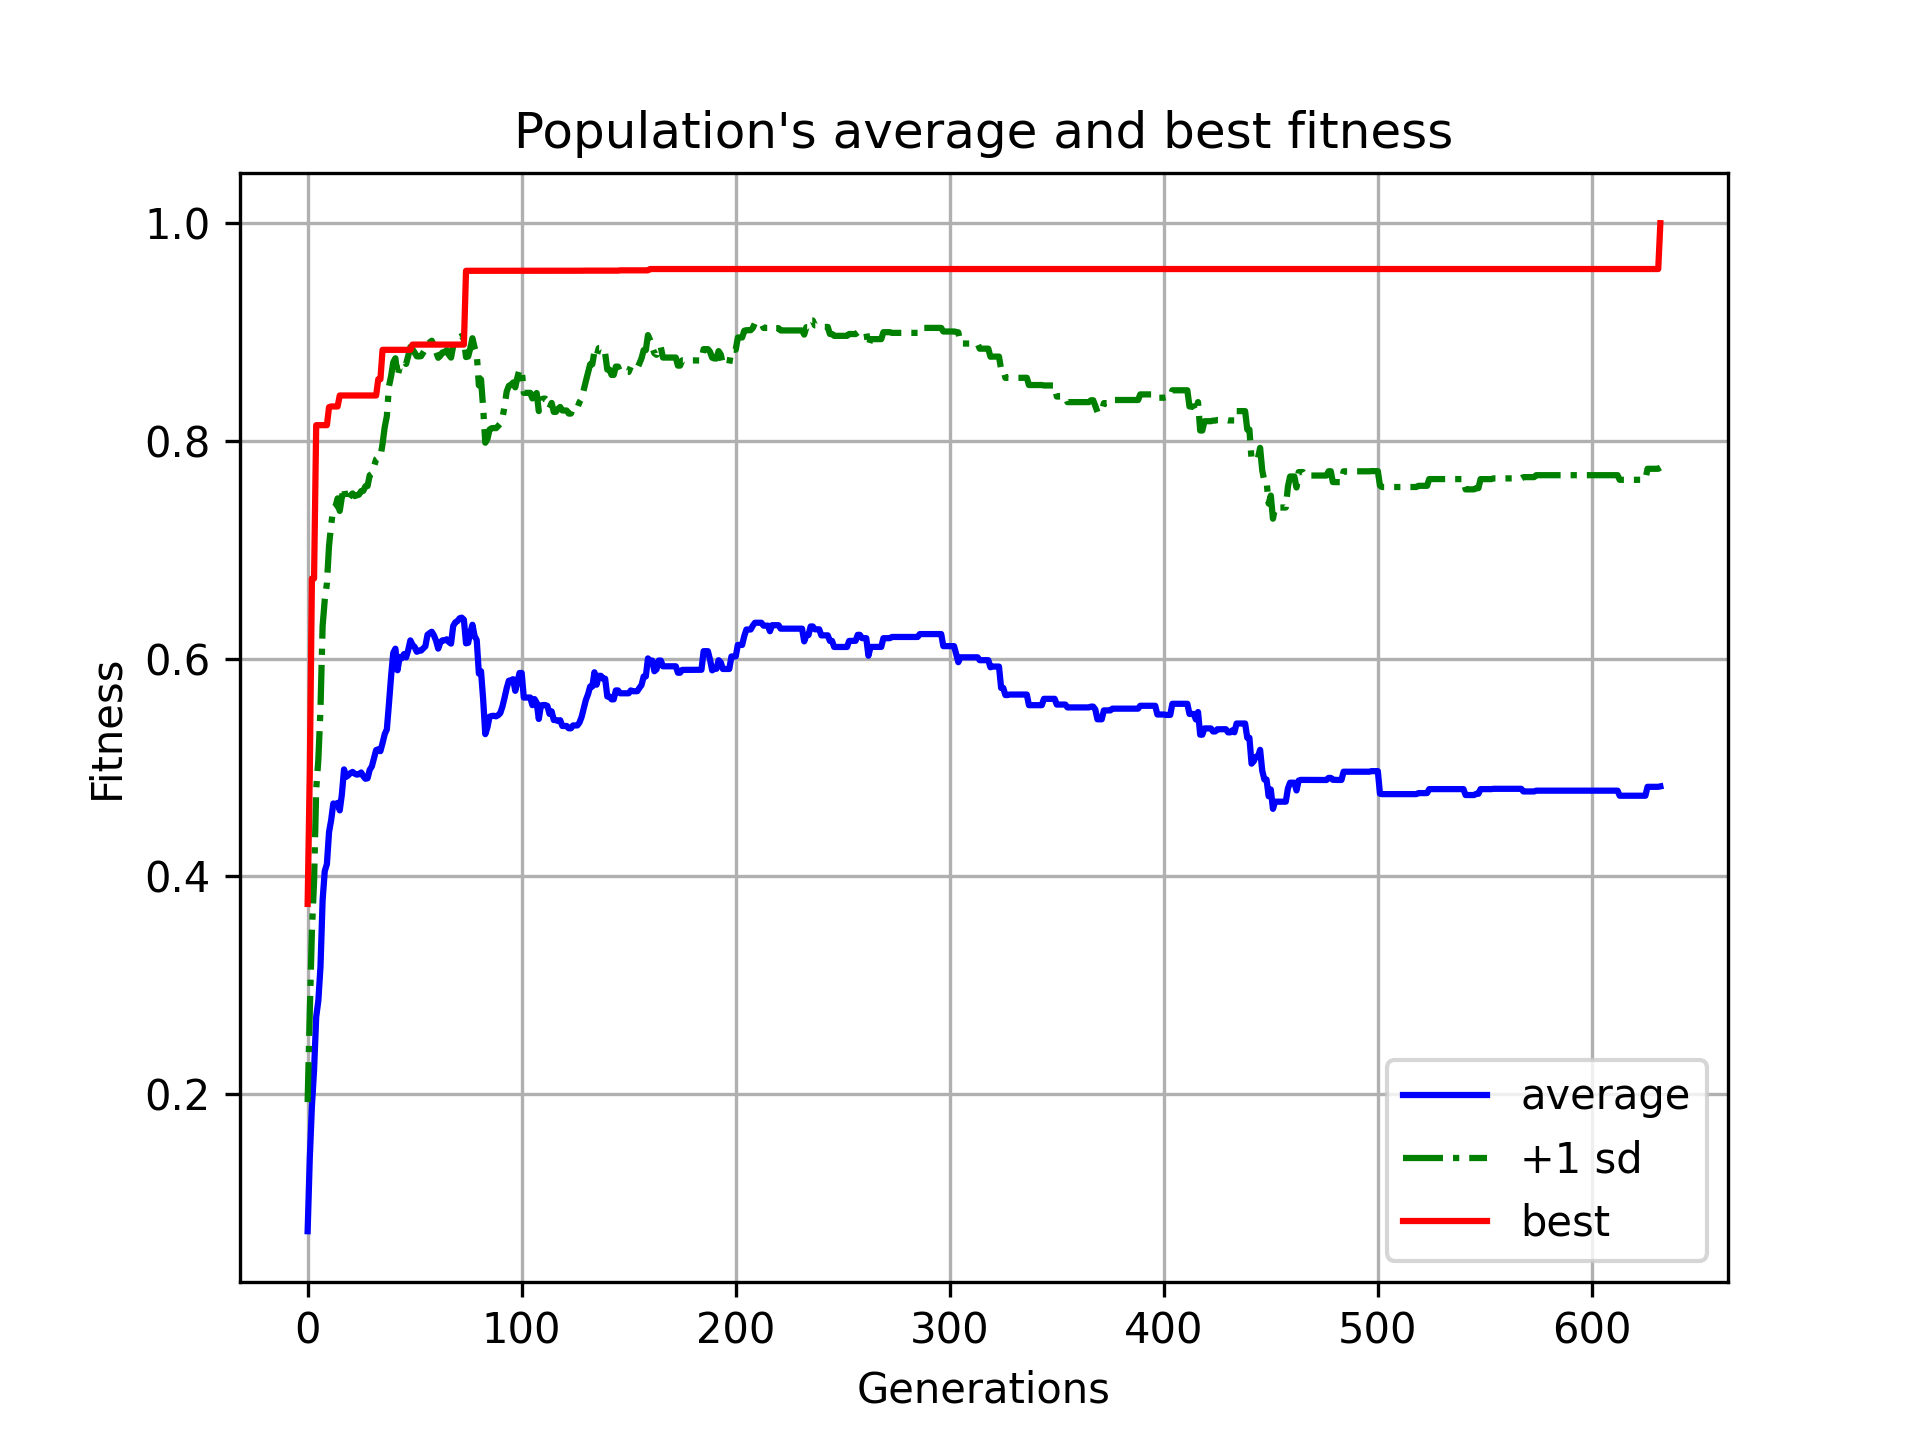 Population's average and best fitness
Fitness
1.0
0.8
0.6
0.4
0.2
0 100 200 300 400 500 600
Generations
average
+1 sd
best